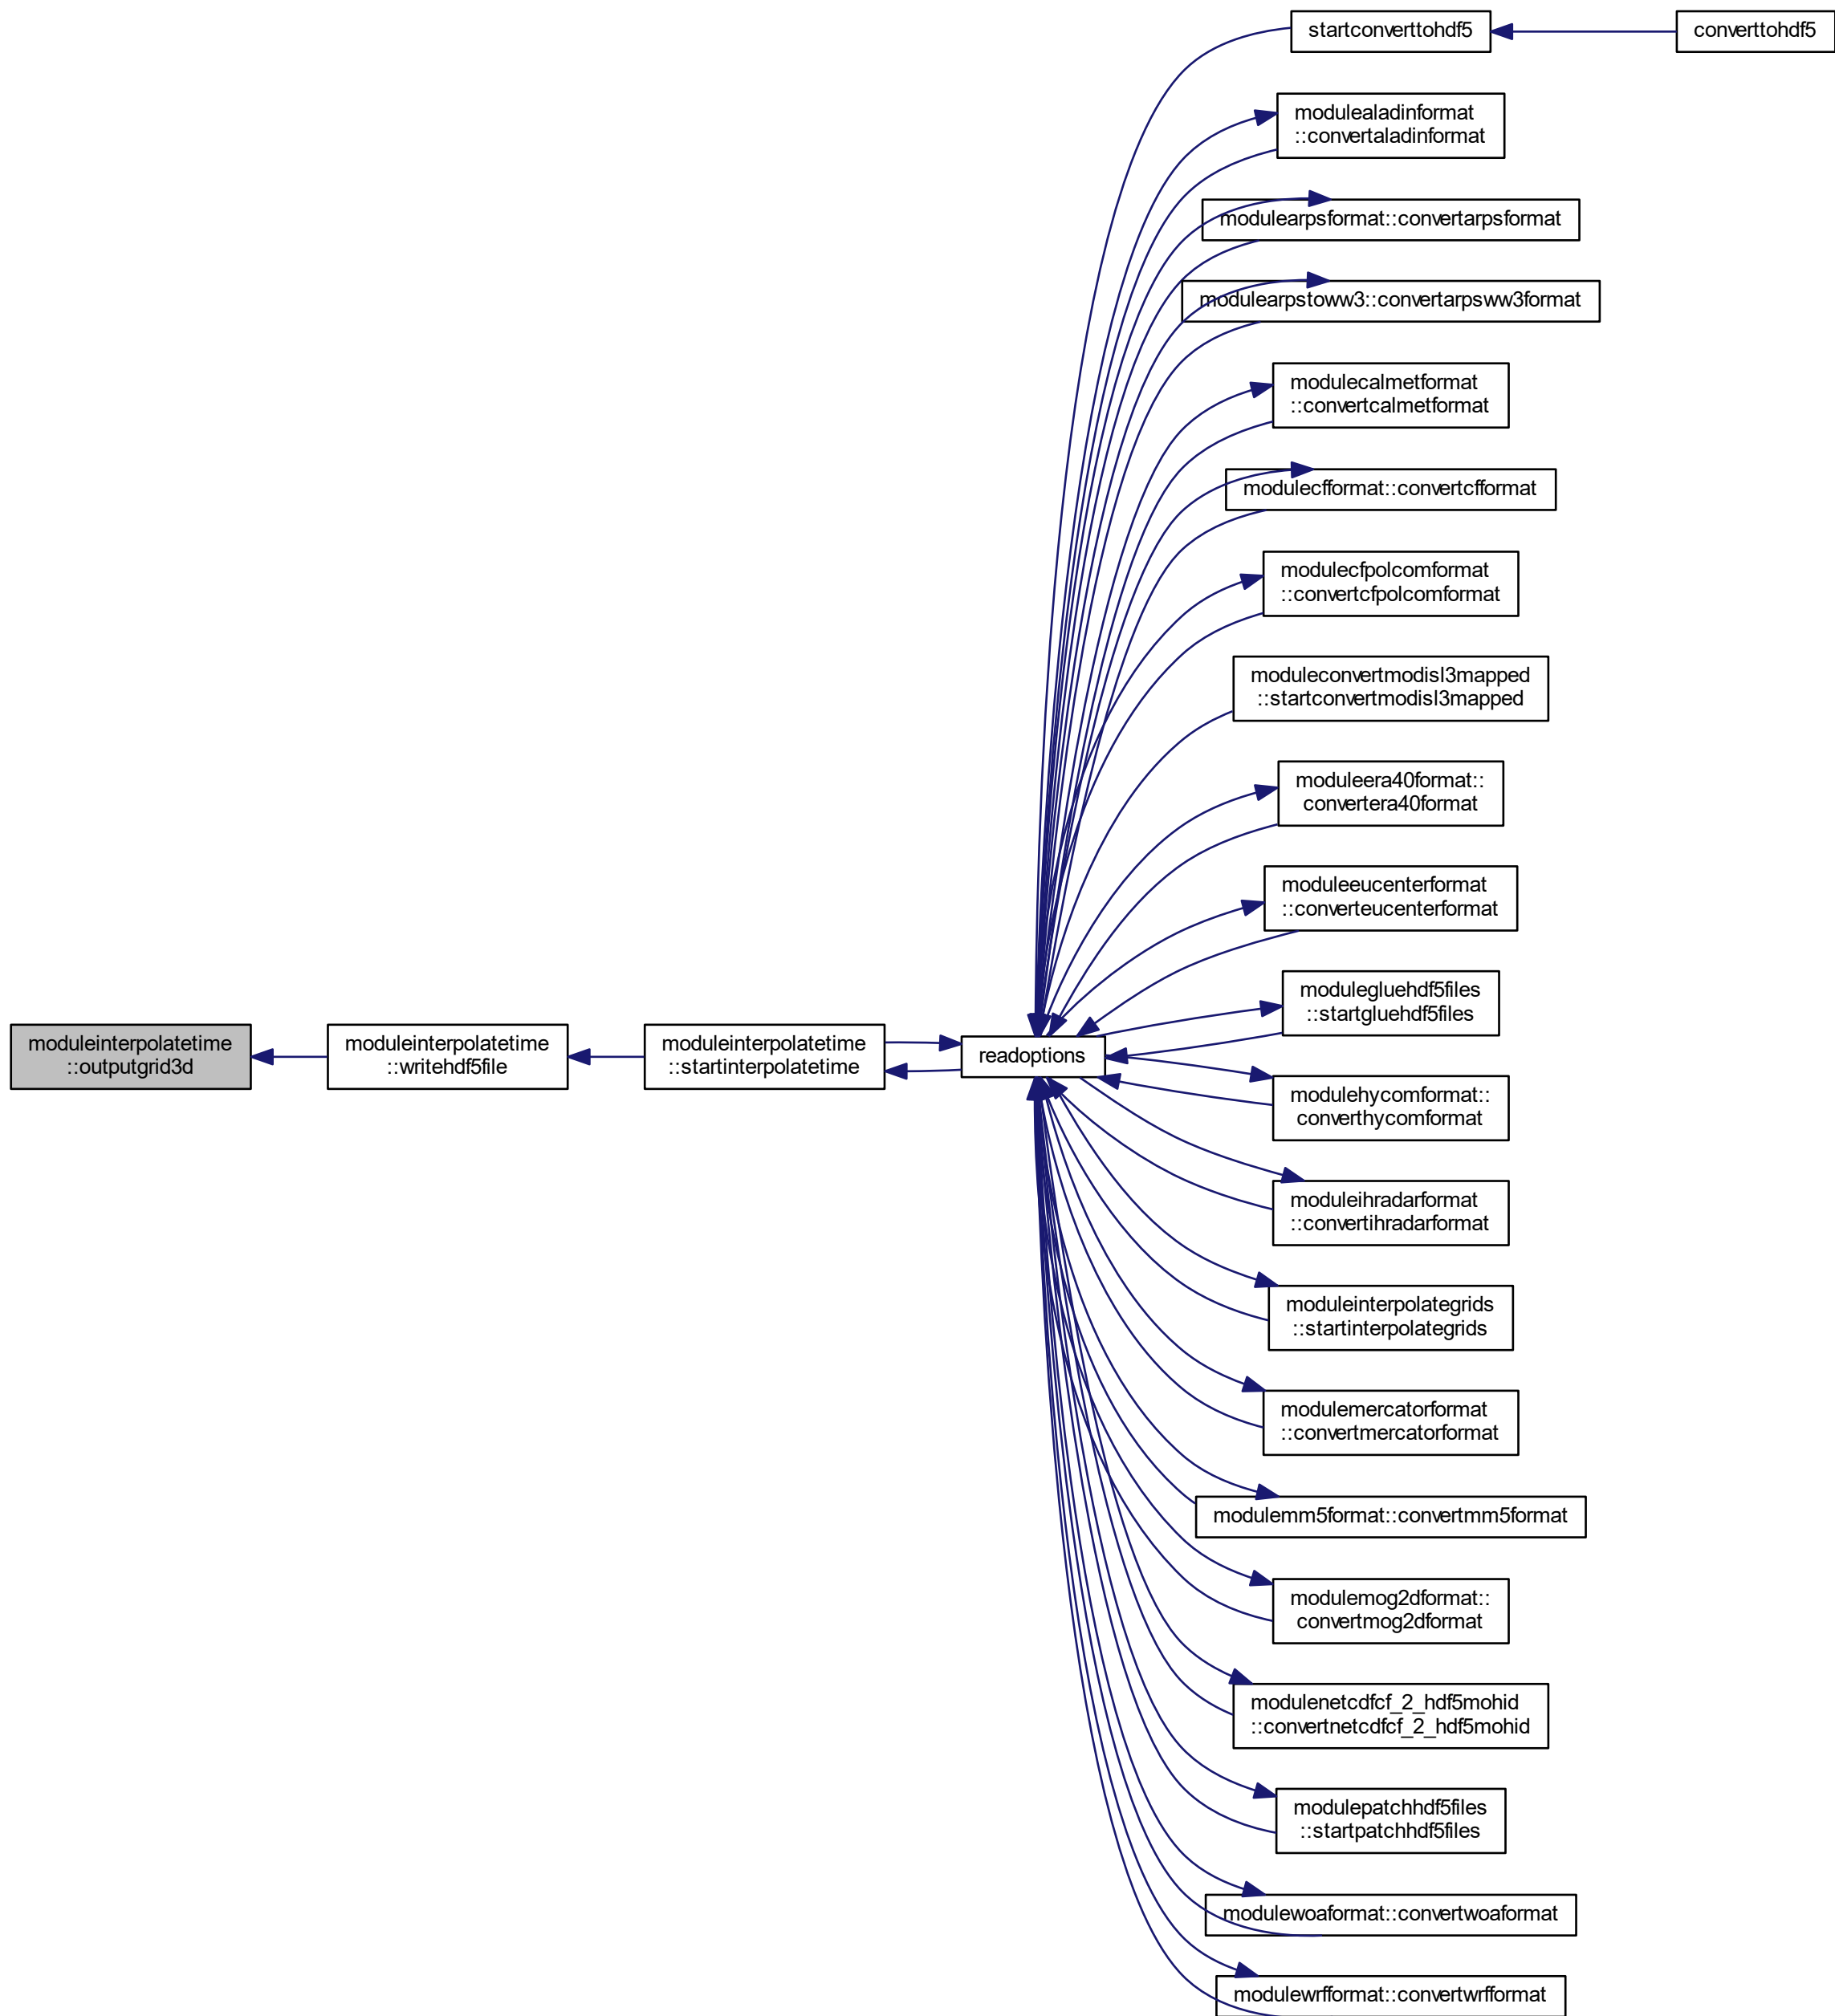 startconverttohdf5
converttohdf5
modulealadinformat
::convertaladinformat
modulearpsformat::convertarpsformat
modulearpstoww3::convertarpsww3format
modulecalmetformat
::convertcalmetformat
modulecfformat::convertcfformat
modulecfpolcomformat
::convertcfpolcomformat
moduleconvertmodisl3mapped
::startconvertmodisl3mapped
moduleera40format::
convertera40format
moduleeucenterformat
::converteucenterformat
modulegluehdf5files
::startgluehdf5files
moduleinterpolatetime
::outputgrid3d
moduleinterpolatetime
::writehdf5file
moduleinterpolatetime
::startinterpolatetime
readoptions
modulehycomformat::
converthycomformat
moduleihradarformat
::convertihradarformat
moduleinterpolategrids
::startinterpolategrids
modulemercatorformat
::convertmercatorformat
modulemm5format::convertmm5format
modulemog2dformat::
convertmog2dformat
modulenetcdfcf_2_hdf5mohid
::convertnetcdfcf_2_hdf5mohid
modulepatchhdf5files
::startpatchhdf5files
modulewoaformat::convertwoaformat
modulewrfformat::convertwrfformat